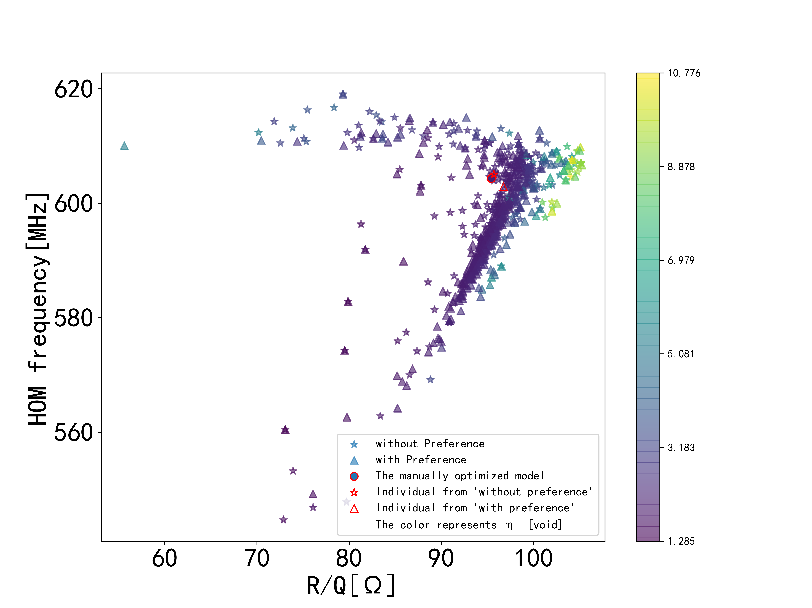 620
600
580
560
HOM frequency[MHz]
60
70
80
90
100
R/Q[Ω]
without Preference
with Preference
The manually optimized model
Individual from 'without preference'
Individual from 'with preference'
The color represents η [void]
10.776
8.878
6.979
5.081
3.183
1.285